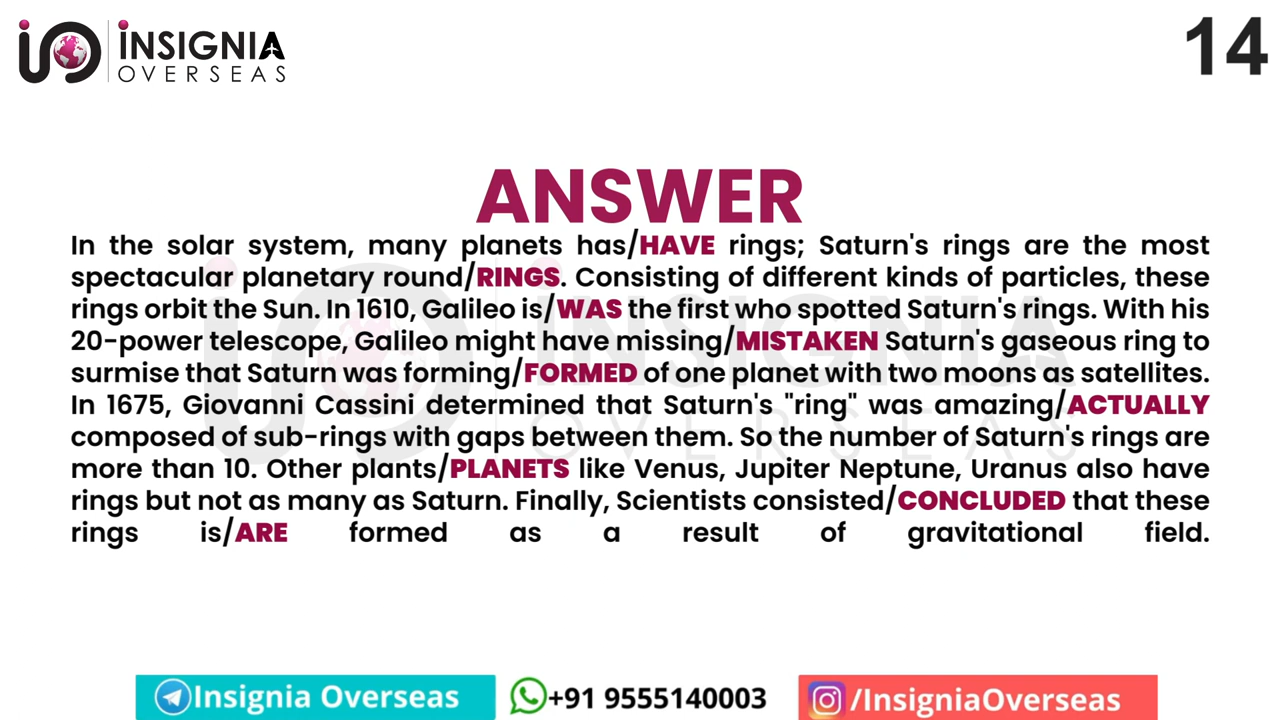 iNSIGNIA
OVERSEAS
14
ANSWER
In the solar system, many planets has/HAVE rings; Saturn's rings are the most
spectacular planetary round/RINGS. Consisting of different kinds of particles, these
rings orbit the Sun. In 1610, Galileo is/WAS the first who spotted Saturn's rings. With his
20-power telescope, Galileo might have missing/MISTAKEN Saturn's gaseous ring to
surmise that Saturn was forming/FORMED of one planet with two moons as satellites.
In 1675, Giovanni Cassini determined that Saturn's "ring" was amazing/ACTUALLY
composed of sub-rings with gaps between them. So the number of Saturn's rings are
more than 10. Other plants/PLANETS like Venus, Jupiter Neptune, Uranus also have
rings but not as many as Saturn. Finally, Scientists consisted/CONCLUDED that these
rings is/ARE formed as a result of gravitational field.
Insignia Overseas
+91 9555140003
/InsigniaOverseas